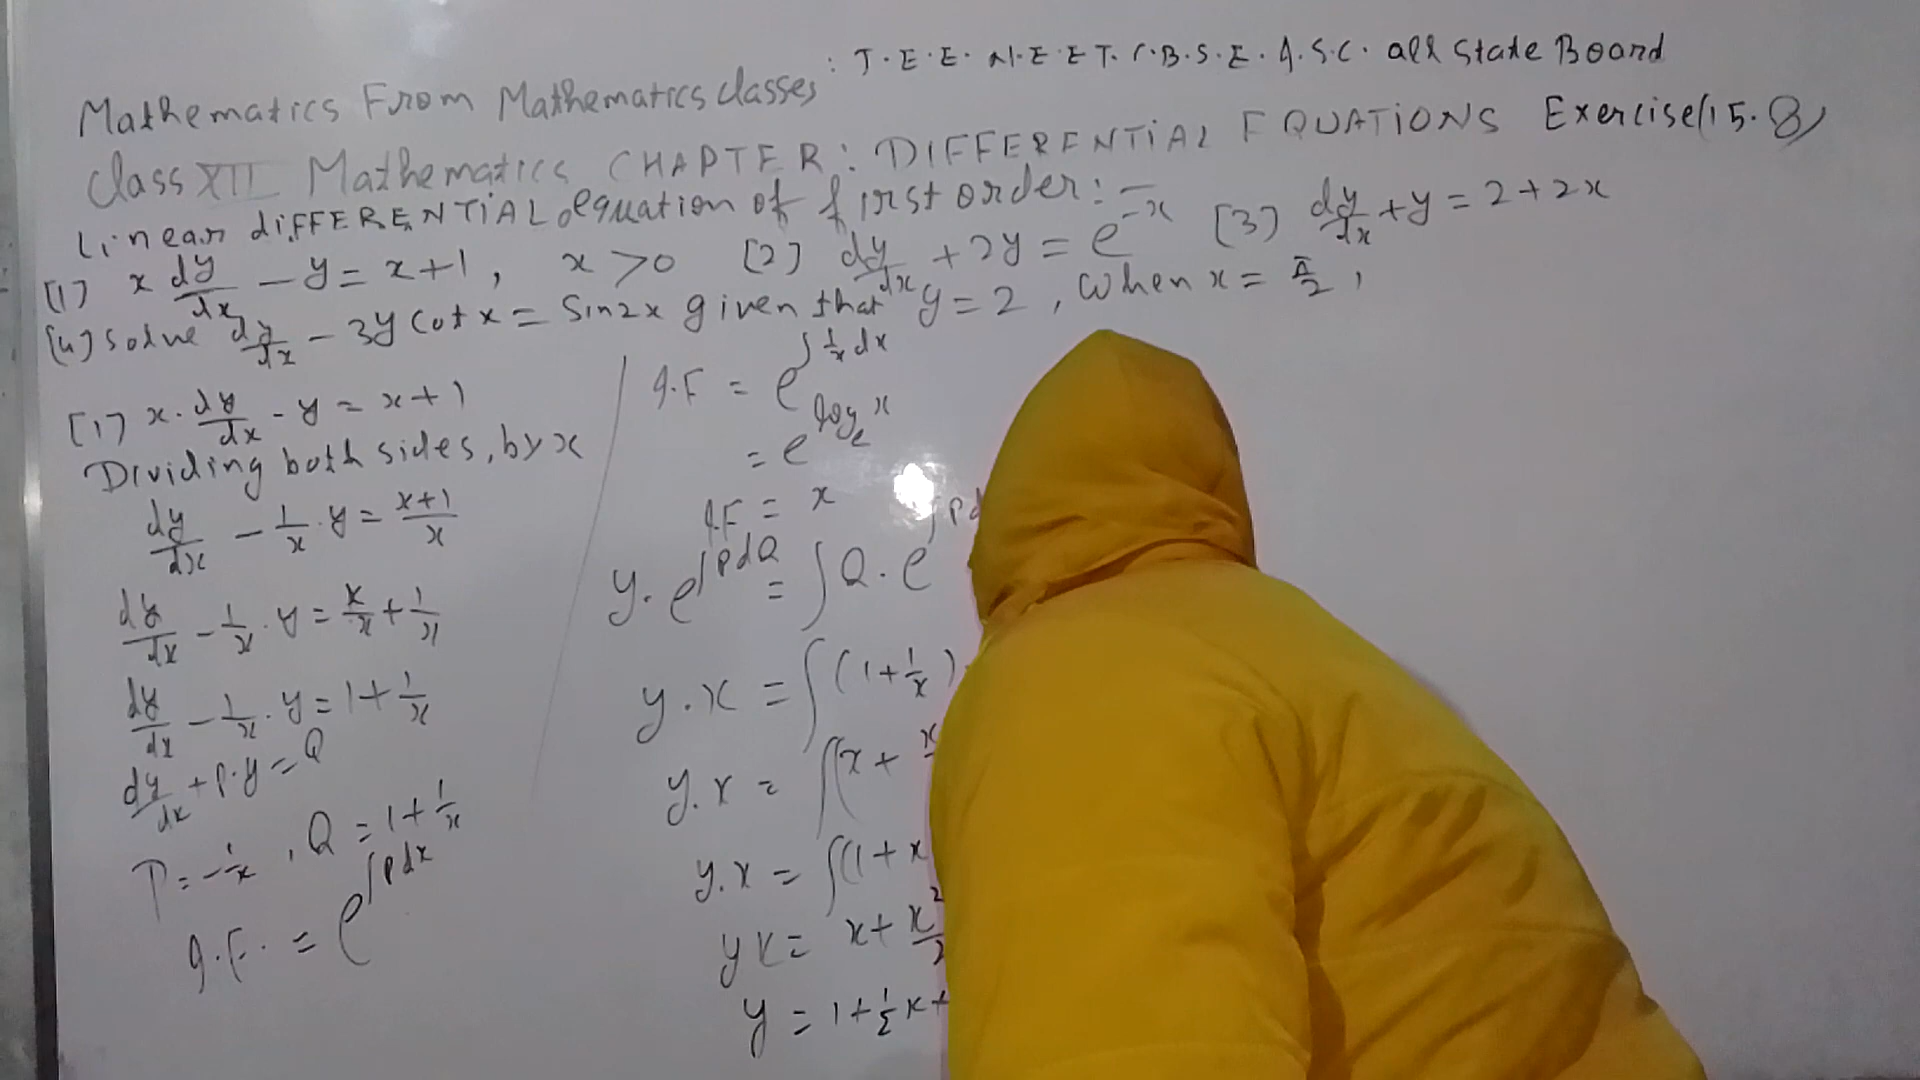 Mathematics From Mathematics classes : J.E.E. N.E.E.T. C.B.S.E. I.S.C. all State Board
Class XII Mathematics CHAPTER: DIFFERENTIAL EQUATIONS Exercise(15.8)
Linear diFFERENTiAL equation of first order:-
[1] x dy/dx - y = x+1, x > 0 [2] dy/dx + 2y = e^-x [3] dy/dx + y = 2+2x
[4] solve dy/dx - 3y Cot x = Sin2x given that y = 2, when x = π/2,
[1] x. dy/dx - y = x+1
Dividing both sides, by x
dy/dx - 1/x . y = x+1/x
dy/dx - 1/x . y = x/x + 1/x
dy/dx - 1/x . y = 1 + 1/x
dy/dx + P.y = Q
P = -1/x, Q = 1 + 1/x
I.F. = e^∫pdx
I.F = e^∫1/x dx
= e^log_e x
I.F = x
y. e^∫pdQ = ∫Q. e^∫pd
y.x = ∫(1 + 1/x)
y.x = ∫(x + x
y.x = ∫(1 + x
yx = x + x²/2
y = 1 + 1/2 x +